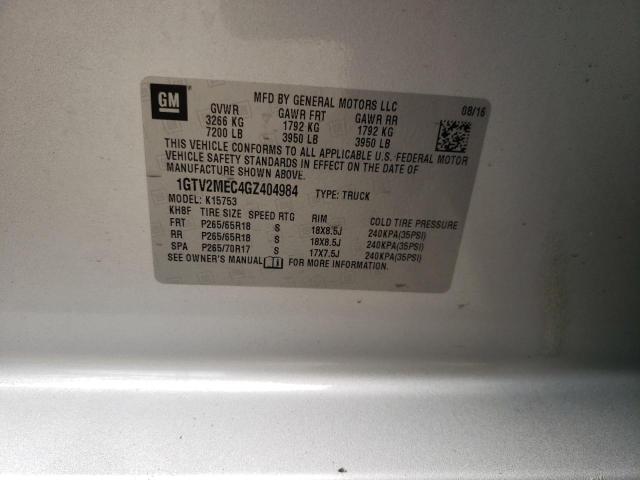 GM
MFD BY GENERAL MOTORS LLC
08/16
GVWR GAWR FRT GAWR RR
3266 KG 1792 KG 1792 KG
7200 LB 3950 LB 3950 LB
THIS VEHICLE CONFORMS TO ALL APPLICABLE U.S. FEDERAL MOTOR
VEHICLE SAFETY STANDARDS IN EFFECT ON THE DATE OF
MANUFACTURE SHOWN ABOVE.
1GTV2MEC4GZ404984 TYPE: TRUCK
MODEL: K15753
KH8F TIRE SIZE SPEED RTG RIM COLD TIRE PRESSURE
FRT P265/65R18 S 18X8.5J 240KPA(35PSI)
RR P265/65R18 S 18X8.5J 240KPA(35PSI)
SPA P265/70R17 S 17X7.5J 240KPA(35PSI)
SEE OWNER'S MANUAL FOR MORE INFORMATION.